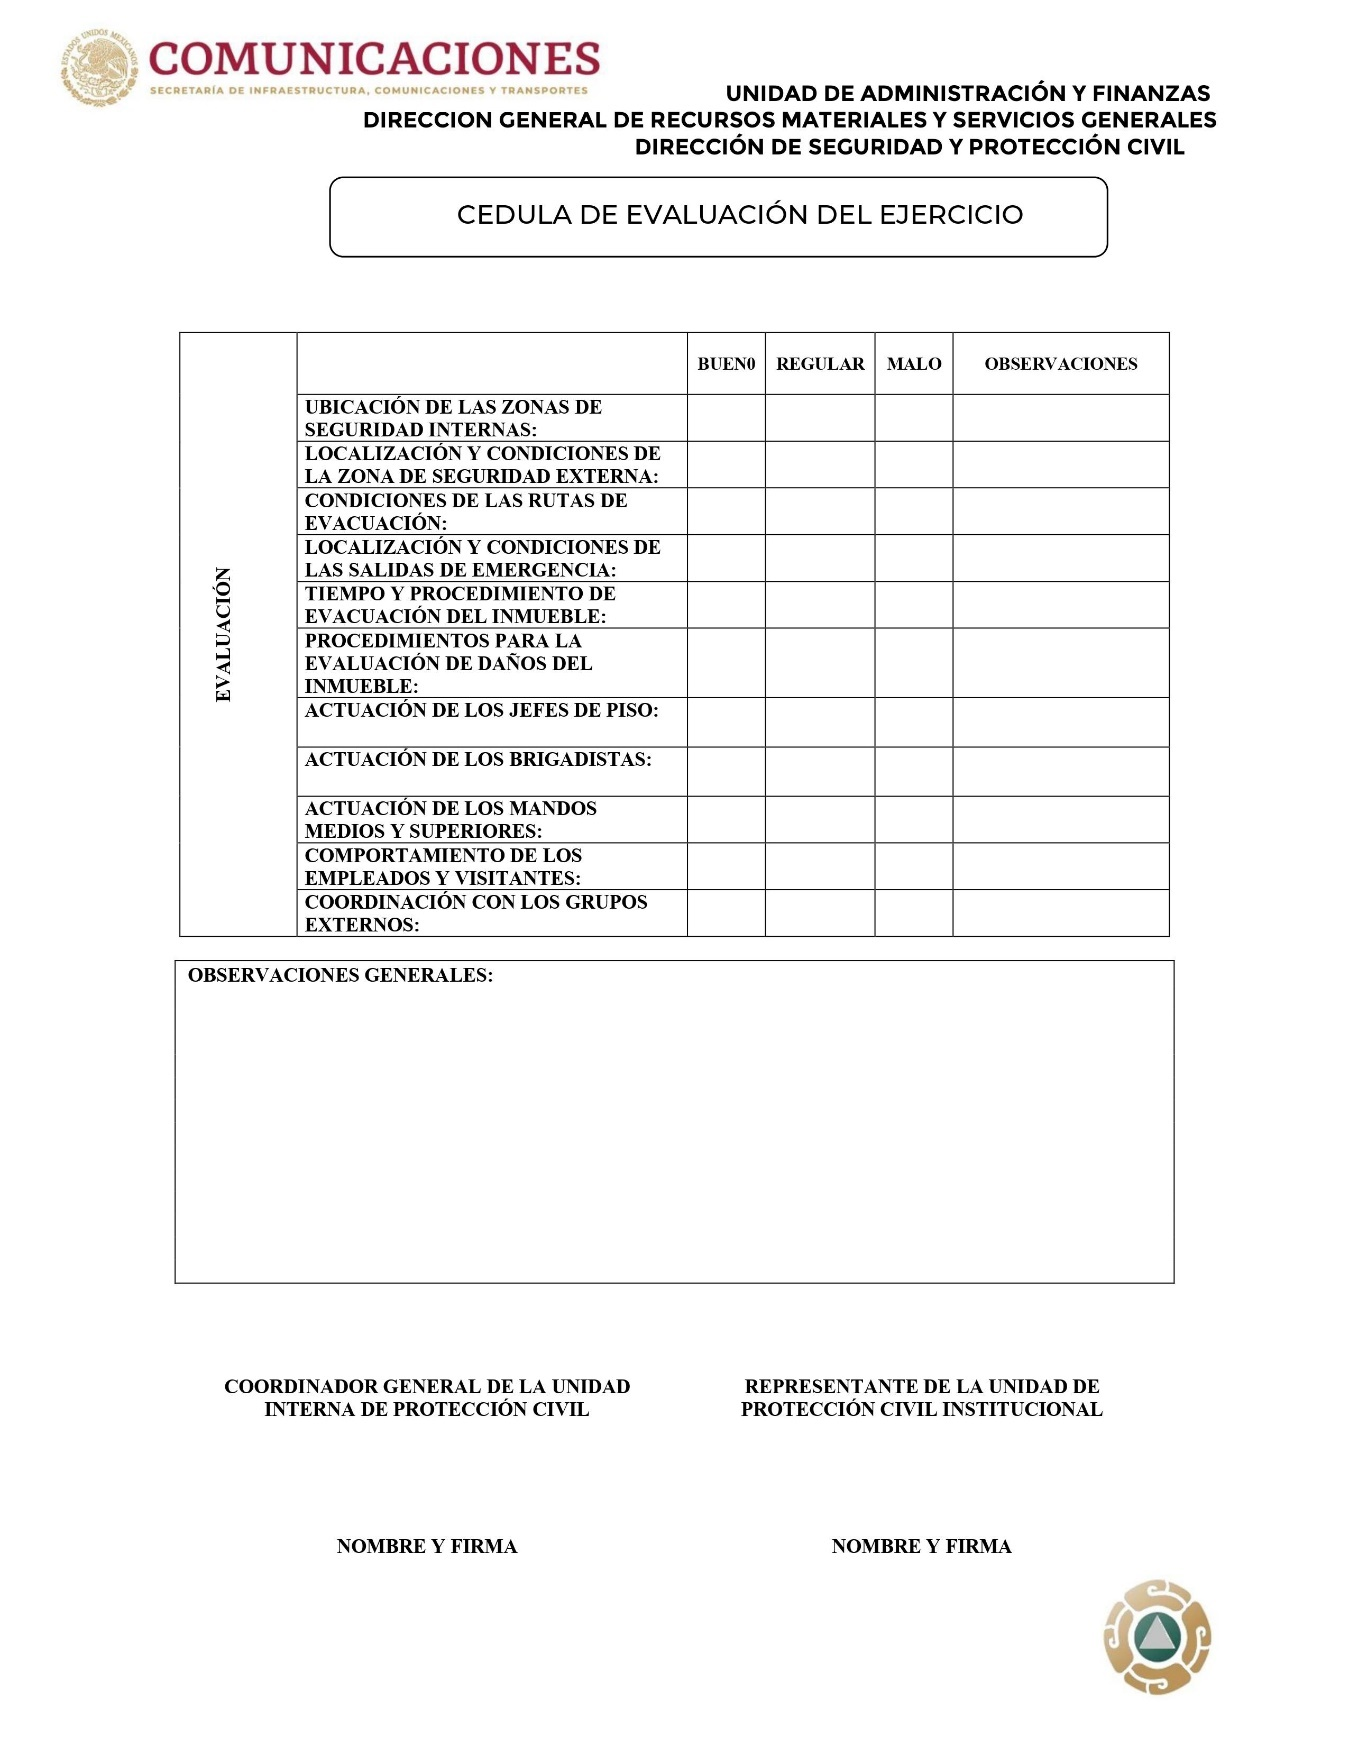 ESTADOS UNIDOS MEXICANOS
COMUNICACIONES
SECRETARÍA DE INFRAESTRUCTURA, COMUNICACIONES Y TRANSPORTES
UNIDAD DE ADMINISTRACIÓN Y FINANZAS
DIRECCION GENERAL DE RECURSOS MATERIALES Y SERVICIOS GENERALES
DIRECCIÓN DE SEGURIDAD Y PROTECCIÓN CIVIL
CEDULA DE EVALUACIÓN DEL EJERCICIO
EVALUACIÓN
BUEN0 REGULAR MALO OBSERVACIONES
UBICACIÓN DE LAS ZONAS DE
SEGURIDAD INTERNAS:
LOCALIZACIÓN Y CONDICIONES DE
LA ZONA DE SEGURIDAD EXTERNA:
CONDICIONES DE LAS RUTAS DE
EVACUACIÓN:
LOCALIZACIÓN Y CONDICIONES DE
LAS SALIDAS DE EMERGENCIA:
TIEMPO Y PROCEDIMIENTO DE
EVACUACIÓN DEL INMUEBLE:
PROCEDIMIENTOS PARA LA
EVALUACIÓN DE DAÑOS DEL
INMUEBLE:
ACTUACIÓN DE LOS JEFES DE PISO:
ACTUACIÓN DE LOS BRIGADISTAS:
ACTUACIÓN DE LOS MANDOS
MEDIOS Y SUPERIORES:
COMPORTAMIENTO DE LOS
EMPLEADOS Y VISITANTES:
COORDINACIÓN CON LOS GRUPOS
EXTERNOS:
OBSERVACIONES GENERALES:
COORDINADOR GENERAL DE LA UNIDAD
INTERNA DE PROTECCIÓN CIVIL
REPRESENTANTE DE LA UNIDAD DE
PROTECCIÓN CIVIL INSTITUCIONAL
NOMBRE Y FIRMA
NOMBRE Y FIRMA